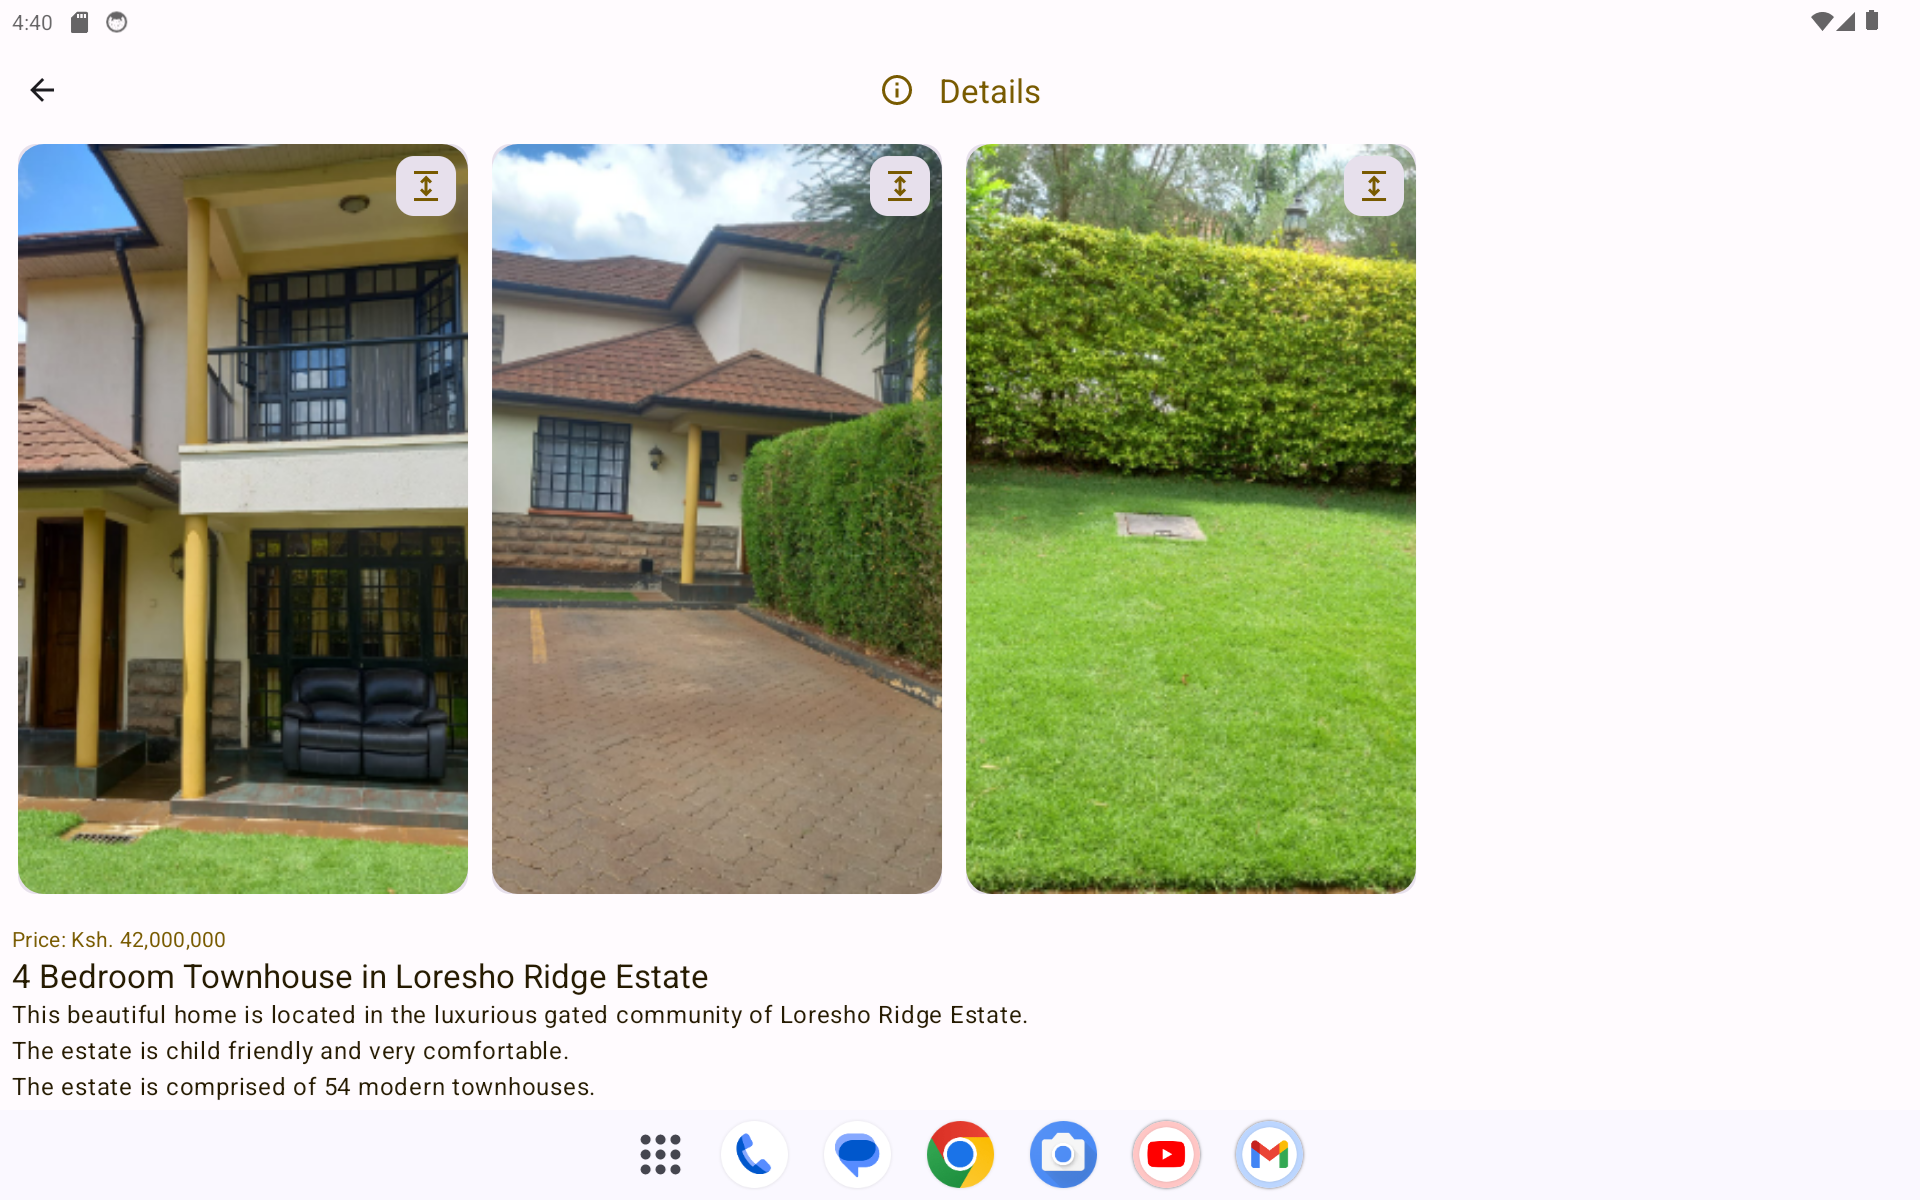 4:40
Details
Price: Ksh. 42,000,000
4 Bedroom Townhouse in Loresho Ridge Estate
This beautiful home is located in the luxurious gated community of Loresho Ridge Estate.
The estate is child friendly and very comfortable.
The estate is comprised of 54 modern townhouses.